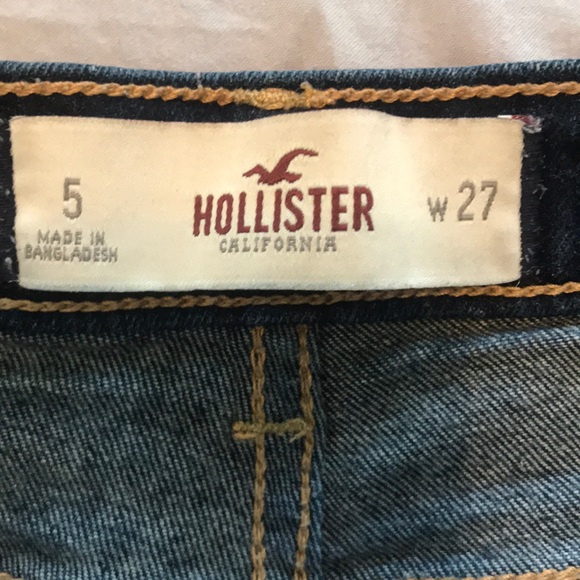 5
MADE IN
BANGLADESH
HOLLISTER
CALIFORNIA
W 27